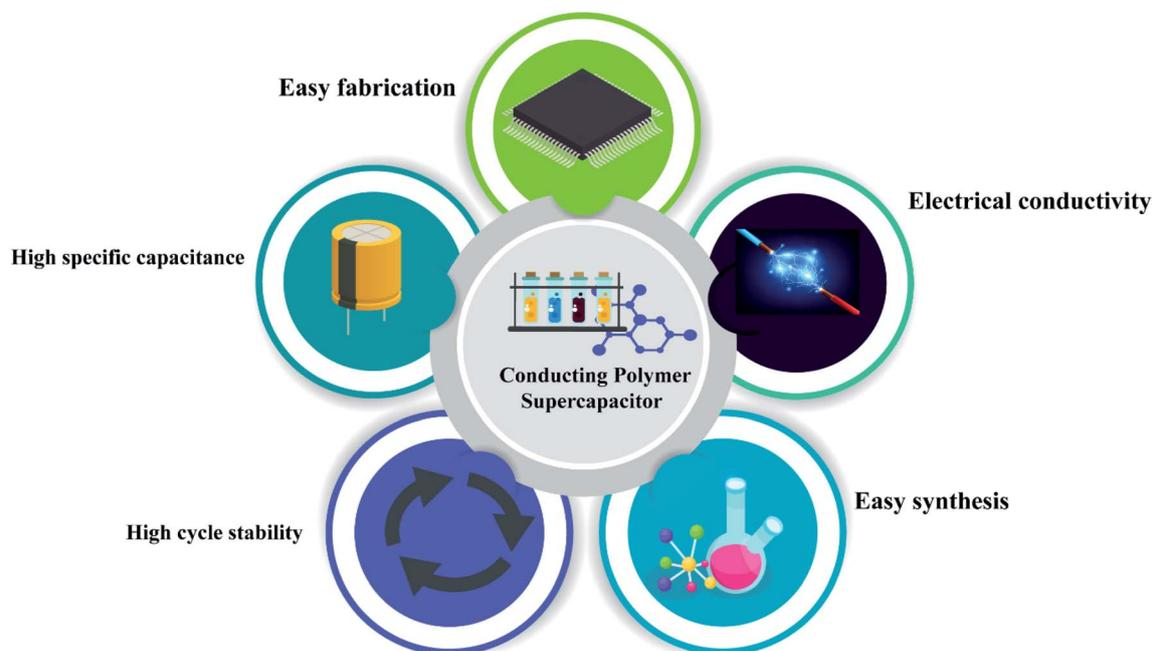 Easy fabrication
Electrical conductivity
High specific capacitance
Conducting Polymer
Supercapacitor
Easy synthesis
High cycle stability